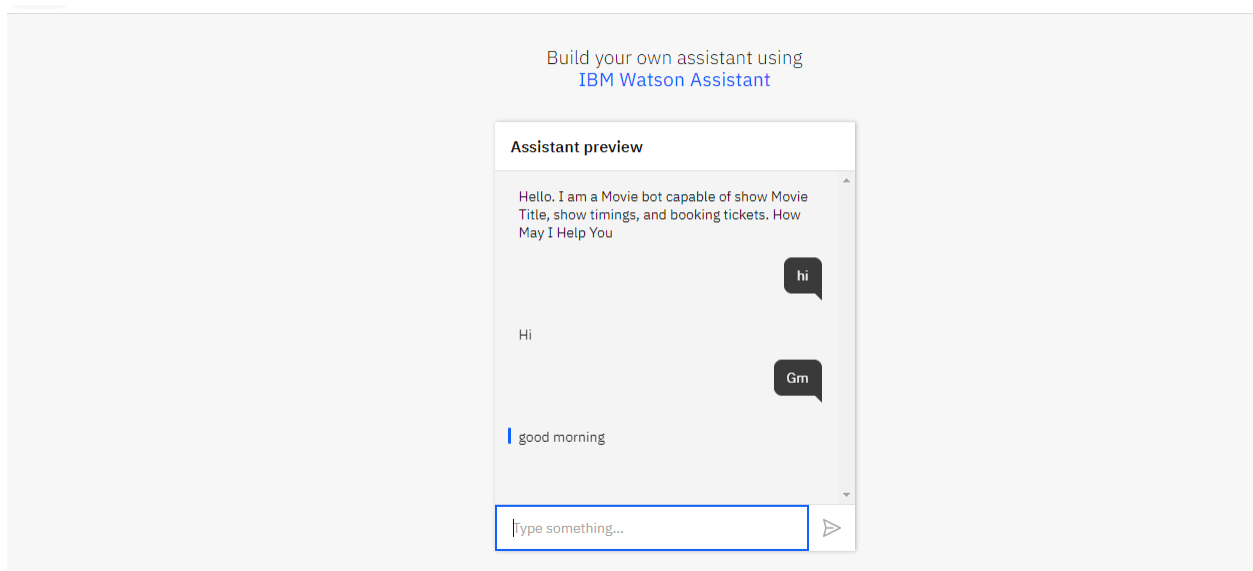 Build your own assistant using
IBM Watson Assistant
Assistant preview
Hello. I am a Movie bot capable of show Movie
Title, show timings, and booking tickets. How
May I Help You
hi
Hi
Gm
good morning
Type something...